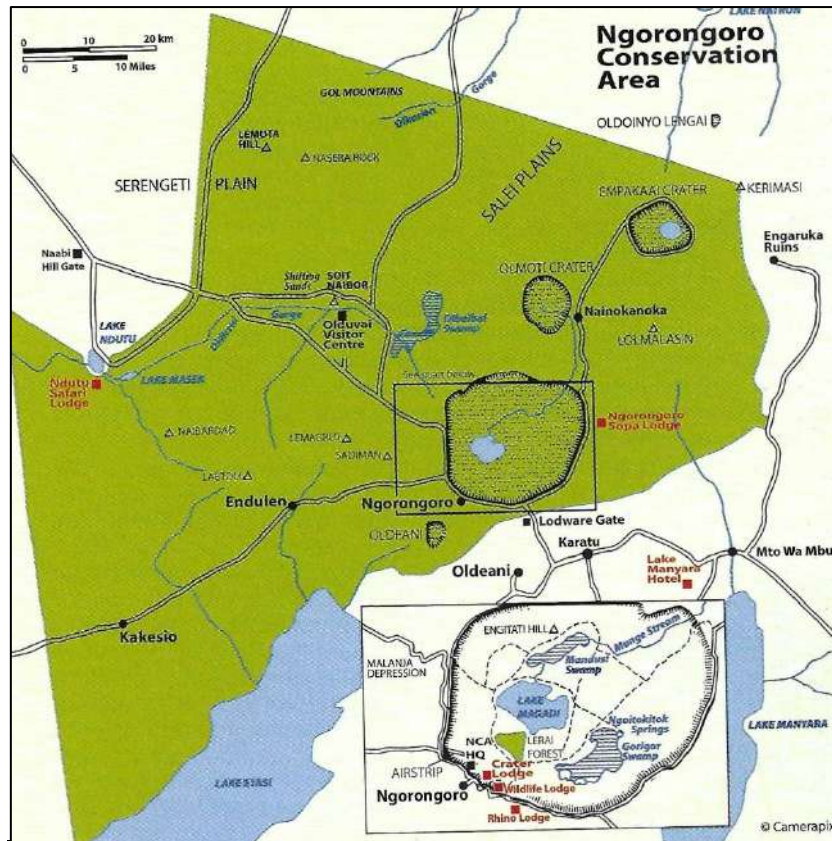 LAKE NATRON
0 10 20 km
0 5 10 Miles
Ngorongoro
Conservation
Area
GOL MOUNTAINS
Gorge
OLDOINYO LENGAI
LEMUTA
HILL
NASERA ROCK
SERENGETI PLAIN
SALEI PLAINS
EMPAKAAI CRATER
KERIMASI
Engaruka
Ruins
Naabi
Hill Gate
Shifting
Sands
SOIT
NAIBOR
OLMOTI CRATER
Nainokanoka
Gorge
Olduvai
Visitor
Centre
Swamp
LOLMALASIN
LAKE
NDUTU
See inset below
Ndutu
Safari
Lodge
LAKE MASEK
NAIBARDAD
LEMAGRUT
SADIMAN
Ngorongoro
Sopa Lodge
LAETOLI
Endulen
Ngorongoro
Lodware Gate
OLDEANI
Karatu
Oldeani
Lake
Manyara
Hotel
Mto Wa Mbu
Kakesio
ENGITATI HILL
Munge Stream
MALANJA
DEPRESSION
Mandusi
Swamp
LAKE
MAGADI
Ngoitokitok
Springs
LAKE MANYARA
LERAI
FOREST
Gorigor
Swamp
NCA
HQ
AIRSTRIP
Crater
Lodge
LAKE EYASI
Ngorongoro
Wildlife Lodge
Rhino Lodge
© Camerapix